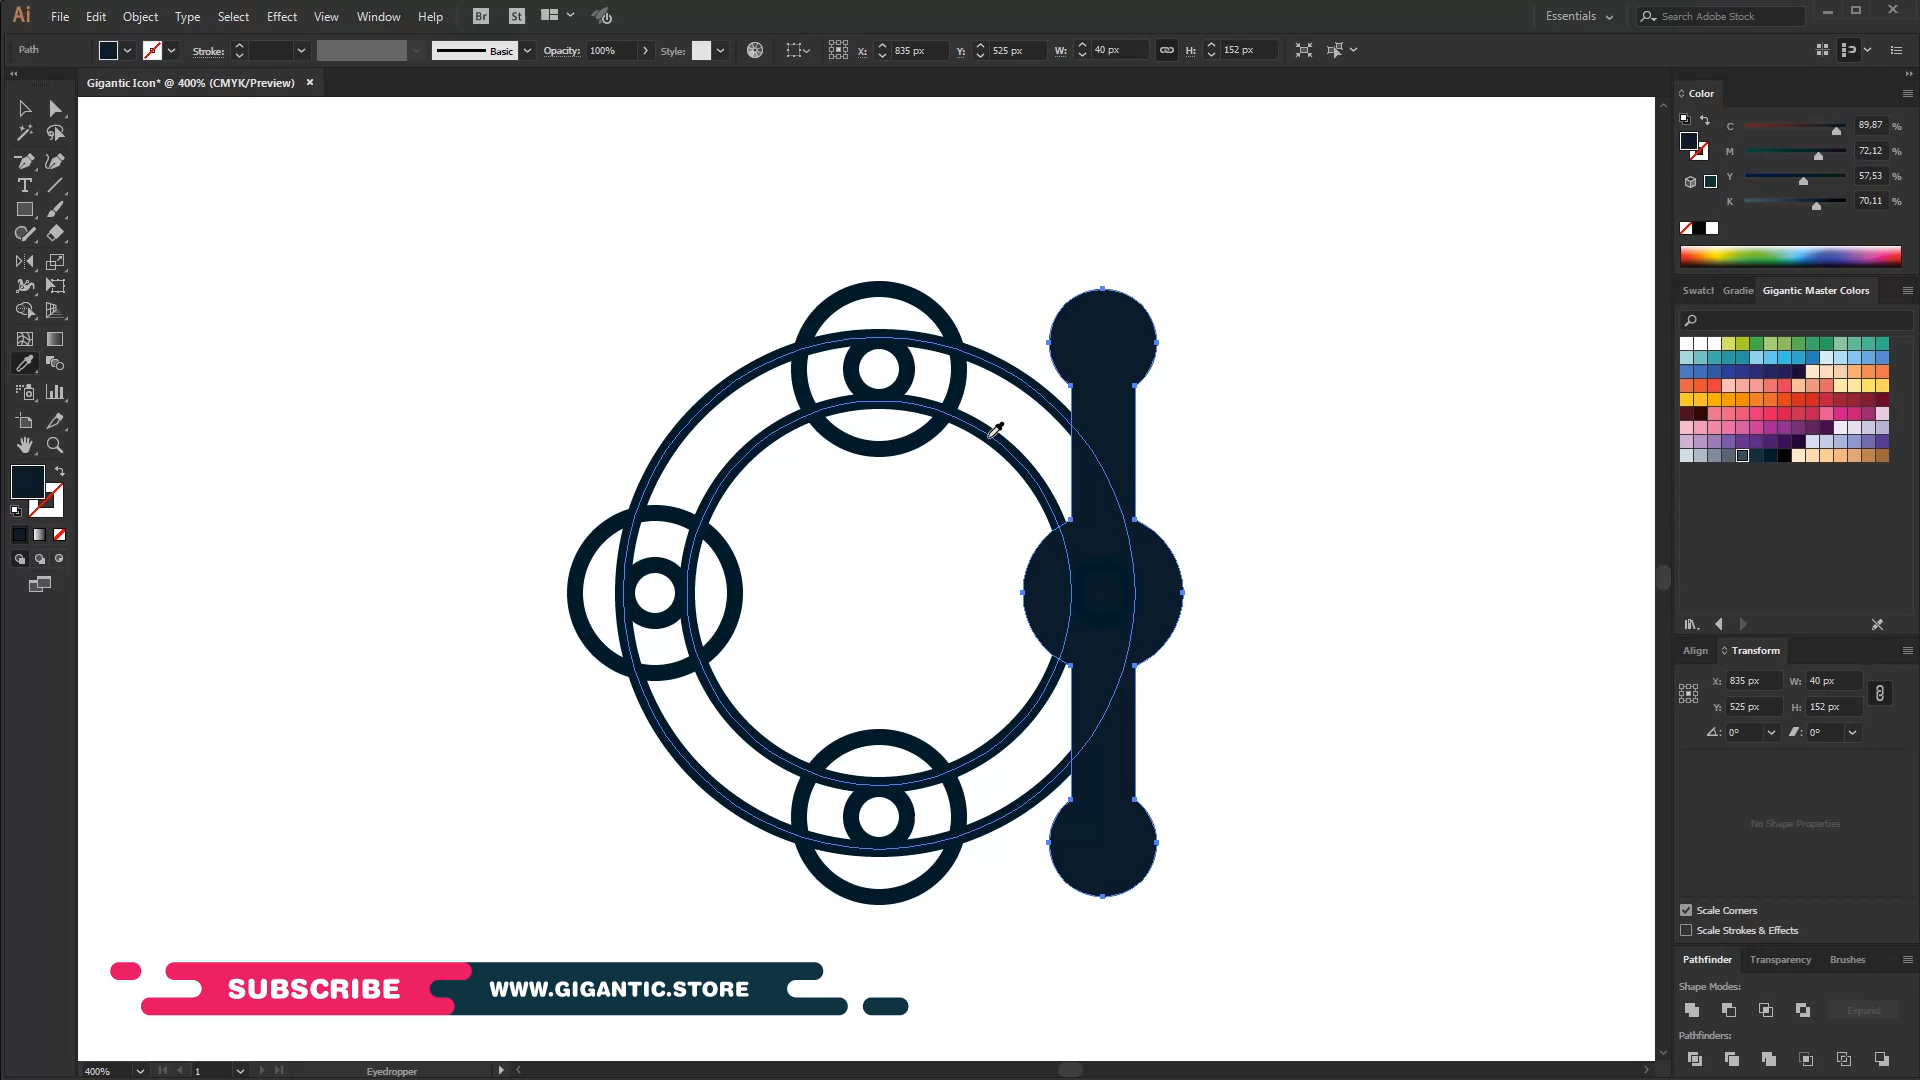 Ai File Edit Object Type Select Effect View Window Help Br St Essentials Search Adobe Stock
Path Stroke: Basic Opacity: 100% Style: X: 835 px Y: 525 px W: 40 px H: 152 px
Gigantic Icon* @ 400% (CMYK/Preview)
Color
C 89,87 %
M 72,12 %
Y 57,53 %
K 70,11 %
Swatcl Gradie Gigantic Master Colors
Align Transform
X: 835 px W: 40 px
Y: 525 px H: 152 px
0° 0°
No Shape Properties
Scale Corners
Scale Strokes & Effects
Pathfinder Transparency Brushes
Shape Modes:
Expand
Pathfinders:
SUBSCRIBE WWW.GIGANTIC.STORE
400% 1 Eyedropper